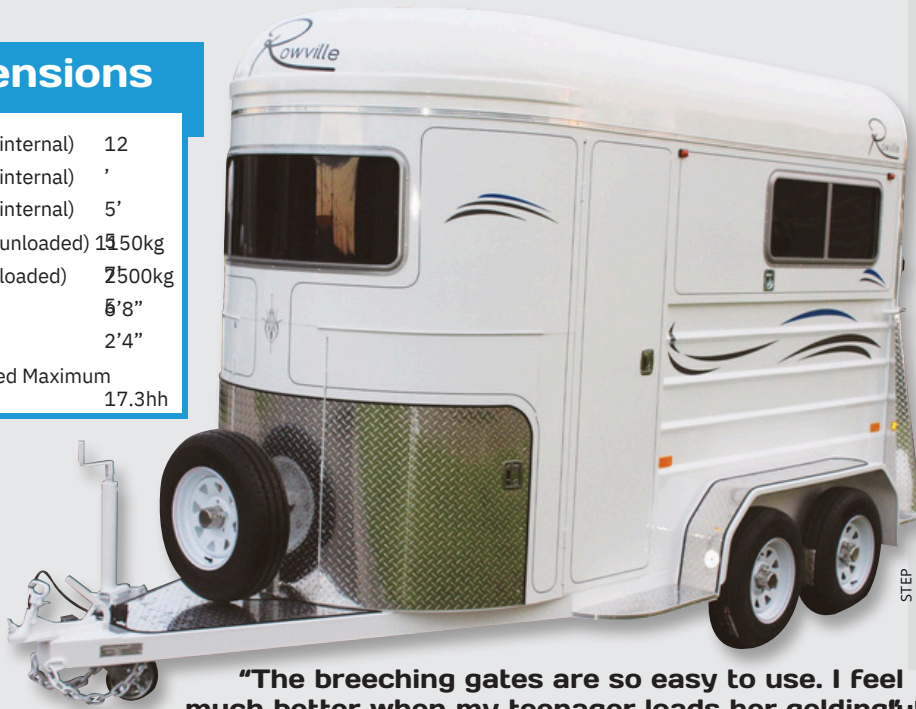 Rowville
ensions
Rowville
internal) 12
internal) ’
internal) 5’
unloaded) 1150kg
loaded) 2500kg
6’8”
2’4”
ed Maximum
17.3hh
STEP
“The breeching gates are so easy to use. I feel
much better when my teenager loads her gelding